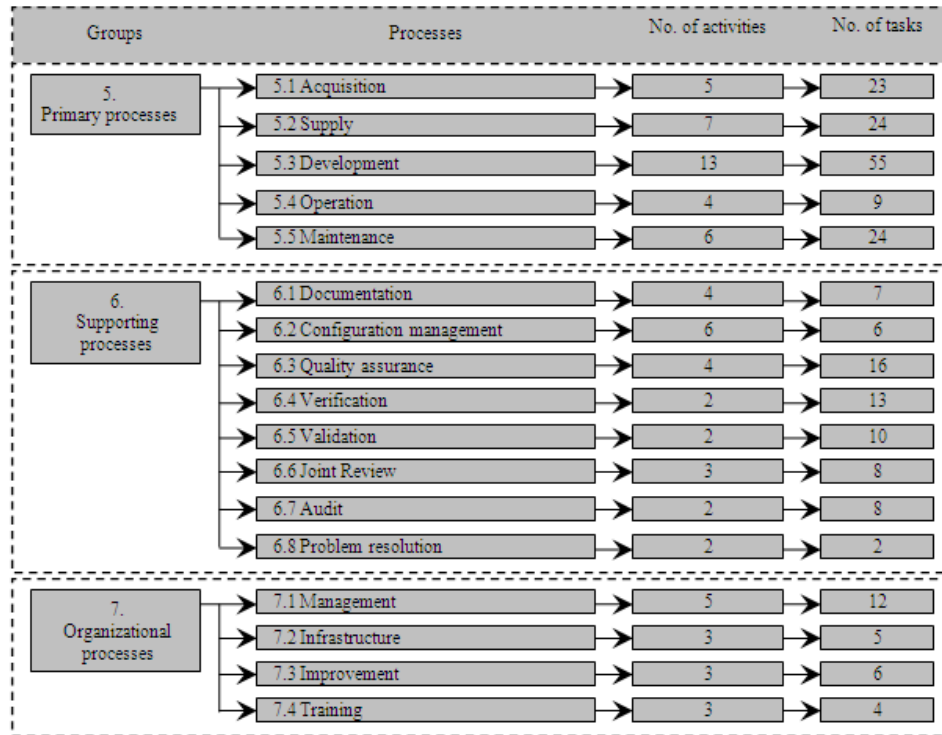 Groups Processes No. of activities No. of tasks
5.
Primary processes
5.1 Acquisition 5 23
5.2 Supply 7 24
5.3 Development 13 55
5.4 Operation 4 9
5.5 Maintenance 6 24
6.
Supporting
processes
6.1 Documentation 4 7
6.2 Configuration management 6 6
6.3 Quality assurance 4 16
6.4 Verification 2 13
6.5 Validation 2 10
6.6 Joint Review 3 8
6.7 Audit 2 8
6.8 Problem resolution 2 2
7.
Organizational
processes
7.1 Management 5 12
7.2 Infrastructure 3 5
7.3 Improvement 3 6
7.4 Training 3 4